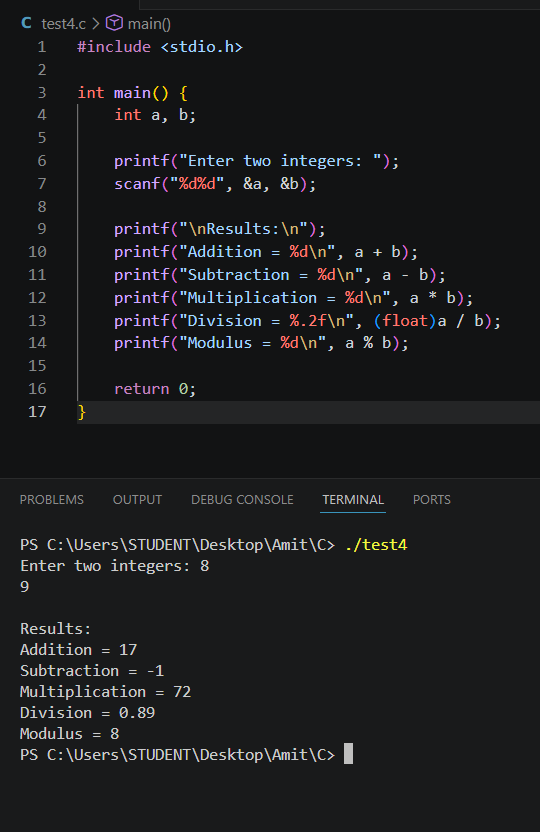 C test4.c > main()
1 #include <stdio.h>
2
3 int main() {
4     int a, b;
5
6     printf("Enter two integers: ");
7     scanf("%d%d", &a, &b);
8
9     printf("\nResults:\n");
10     printf("Addition = %d\n", a + b);
11     printf("Subtraction = %d\n", a - b);
12     printf("Multiplication = %d\n", a * b);
13     printf("Division = %.2f\n", (float)a / b);
14     printf("Modulus = %d\n", a % b);
15
16     return 0;
17 }
PROBLEMS OUTPUT DEBUG CONSOLE TERMINAL PORTS
PS C:\Users\STUDENT\Desktop\Amit\C> ./test4
Enter two integers: 8
9

Results:
Addition = 17
Subtraction = -1
Multiplication = 72
Division = 0.89
Modulus = 8
PS C:\Users\STUDENT\Desktop\Amit\C>